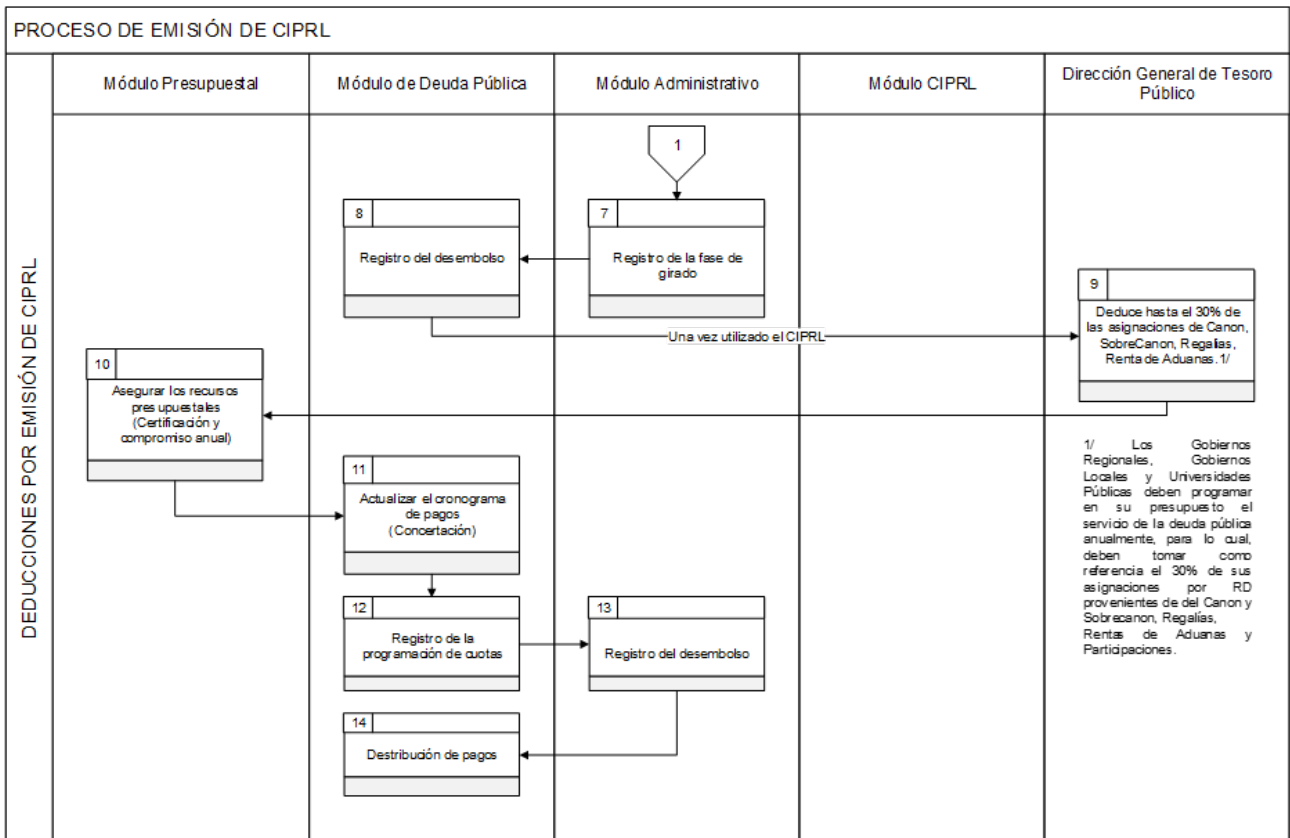 PROCESO DE EMISIÓN DE CIPRL
DEDUCCIONES POR EMISIÓN DE CIPRL
Módulo Presupuestal
Módulo de Deuda Pública
Módulo Administrativo
Módulo CIPRL
Dirección General de Tesoro
Público
1
7
Registro de la fase de
girado
8
Registro del desembolso
Una vez utilizado el CIPRL
9
Deduce hasta el 30% de
las asignaciones de Canon,
SobreCanon, Regalías,
Renta de Aduanas.1/
10
Asegurar los recursos
presupuestales
(Certificación y
compromiso anual)
11
Actualizar el cronograma
de pagos
(Concertación)
12
Registro de la
programación de cuotas
13
Registro del desembolso
14
Destribución de pagos
1/ Los Gobiernos
Regionales, Gobiernos
Locales y Universidades
Públicas deben programar
en su presupuesto el
servicio de la deuda pública
anualmente, para lo cual,
deben tomar como
referencia el 30% de sus
asignaciones por RD
provenientes de del Canon y
Sobrecanon, Regalías,
Rentas de Aduanas y
Participaciones.